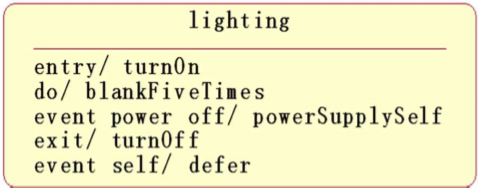 lighting
entry/ turnOn
do/ blankFiveTimes
event power off/ powerSupplySelf
exit/ turnOff
event self/ defer